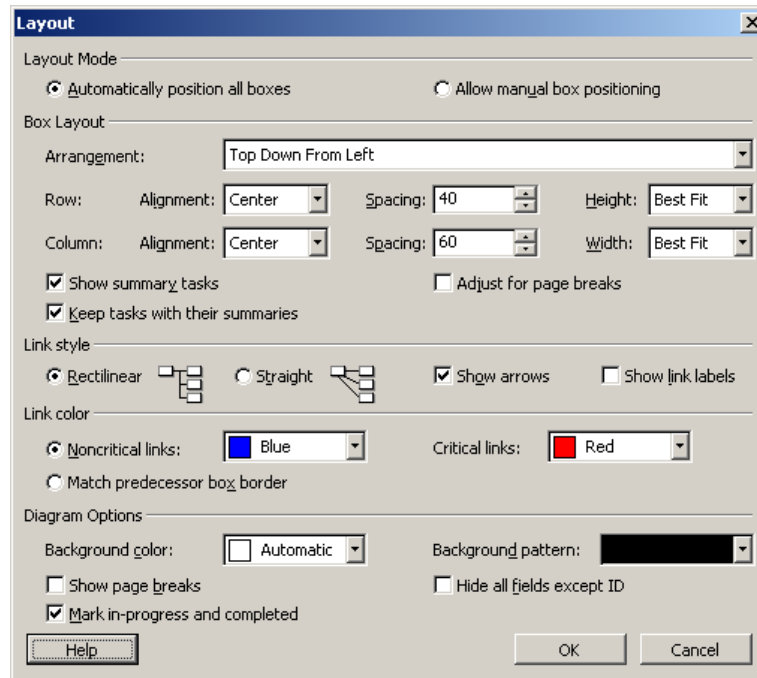 Layout
Layout Mode
Automatically position all boxes Allow manual box positioning
Box Layout
Arrangement: Top Down From Left
Row: Alignment: Center Spacing: 40 Height: Best Fit
Column: Alignment: Center Spacing: 60 Width: Best Fit
Show summary tasks Adjust for page breaks
Keep tasks with their summaries
Link style
Rectilinear Straight Show arrows Show link labels
Link color
Noncritical links: Blue Critical links: Red
Match predecessor box border
Diagram Options
Background color: Automatic Background pattern:
Show page breaks Hide all fields except ID
Mark in-progress and completed
Help OK Cancel